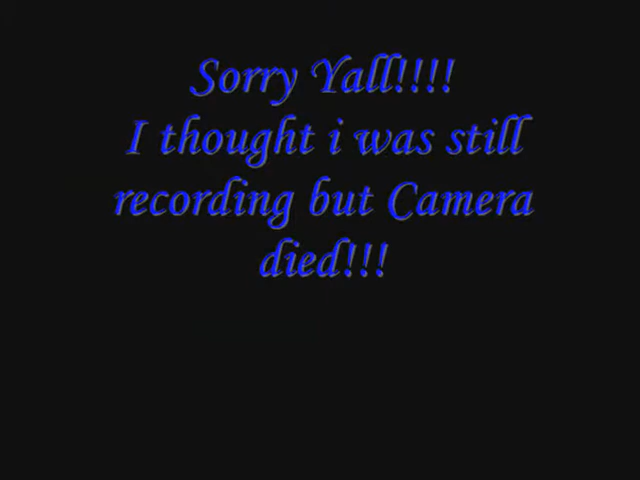 Sorry Yall!!!!
I thought i was still
recording but Camera
died!!!